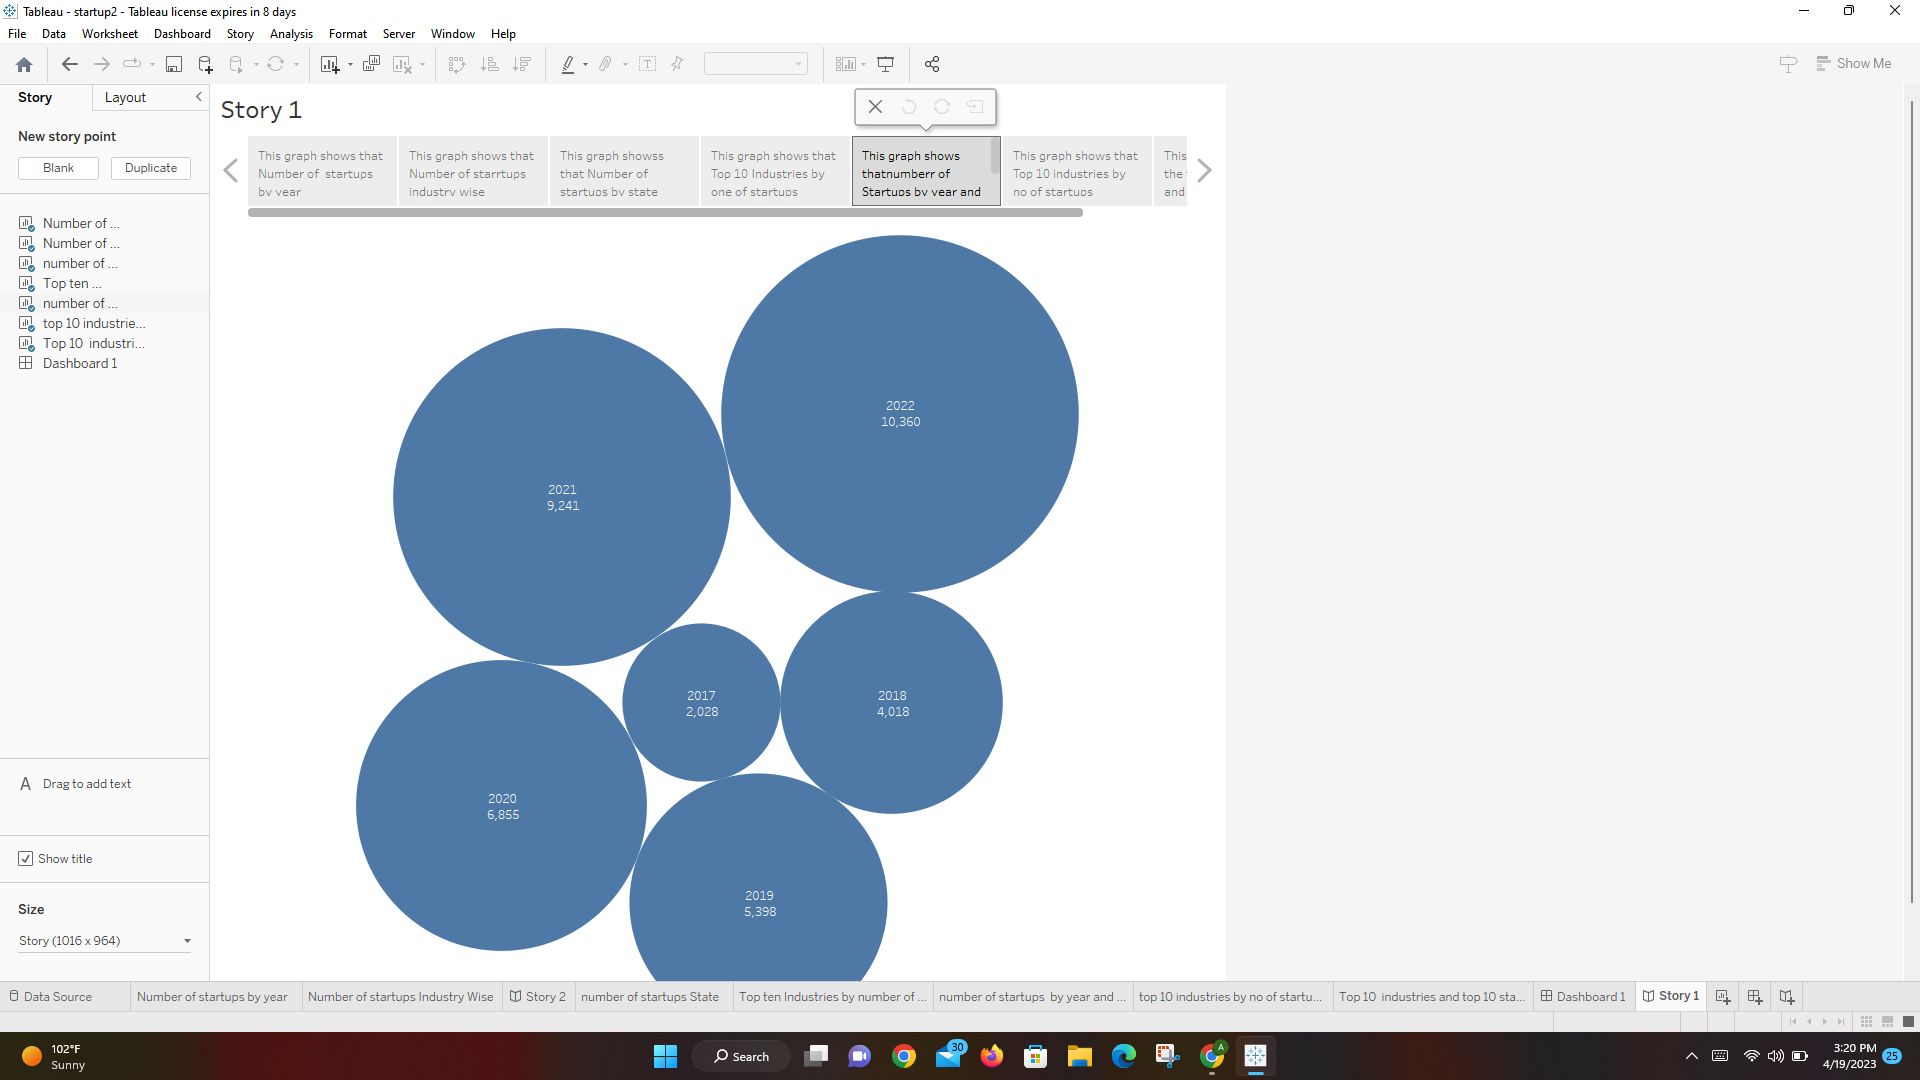 Tableau - startup2 - Tableau license expires in 8 days
File Data Worksheet Dashboard Story Analysis Format Server Window Help
Show Me
Story Layout
New story point
Blank Duplicate
Number of ...
Number of ...
number of ...
Top ten ...
number of ...
top 10 industrie...
Top 10 industri...
Dashboard 1
A Drag to add text
Show title
Size
Story (1016 x 964)
Story 1
This graph shows that
Number of startups
by year
This graph shows that
Number of starrtups
industry wise
This graph showss
that Number of
startups by state
This graph shows that
Top 10 Industries by
one of startups
This graph shows
thatnumberr of
Startups by year and
This graph shows that
Top 10 industries by
no of startups
This
the
and
2022
10,360
2021
9,241
2017
2,028
2018
4,018
2020
6,855
2019
5,398
Data Source Number of startups by year Number of startups Industry Wise Story 2 number of startups State Top ten Industries by number of ... number of startups by year and ... top 10 industries by no of startu... Top 10 industries and top 10 sta... Dashboard 1 Story 1
102°F
Sunny
Search
30
A
3:20 PM
4/19/2023
25